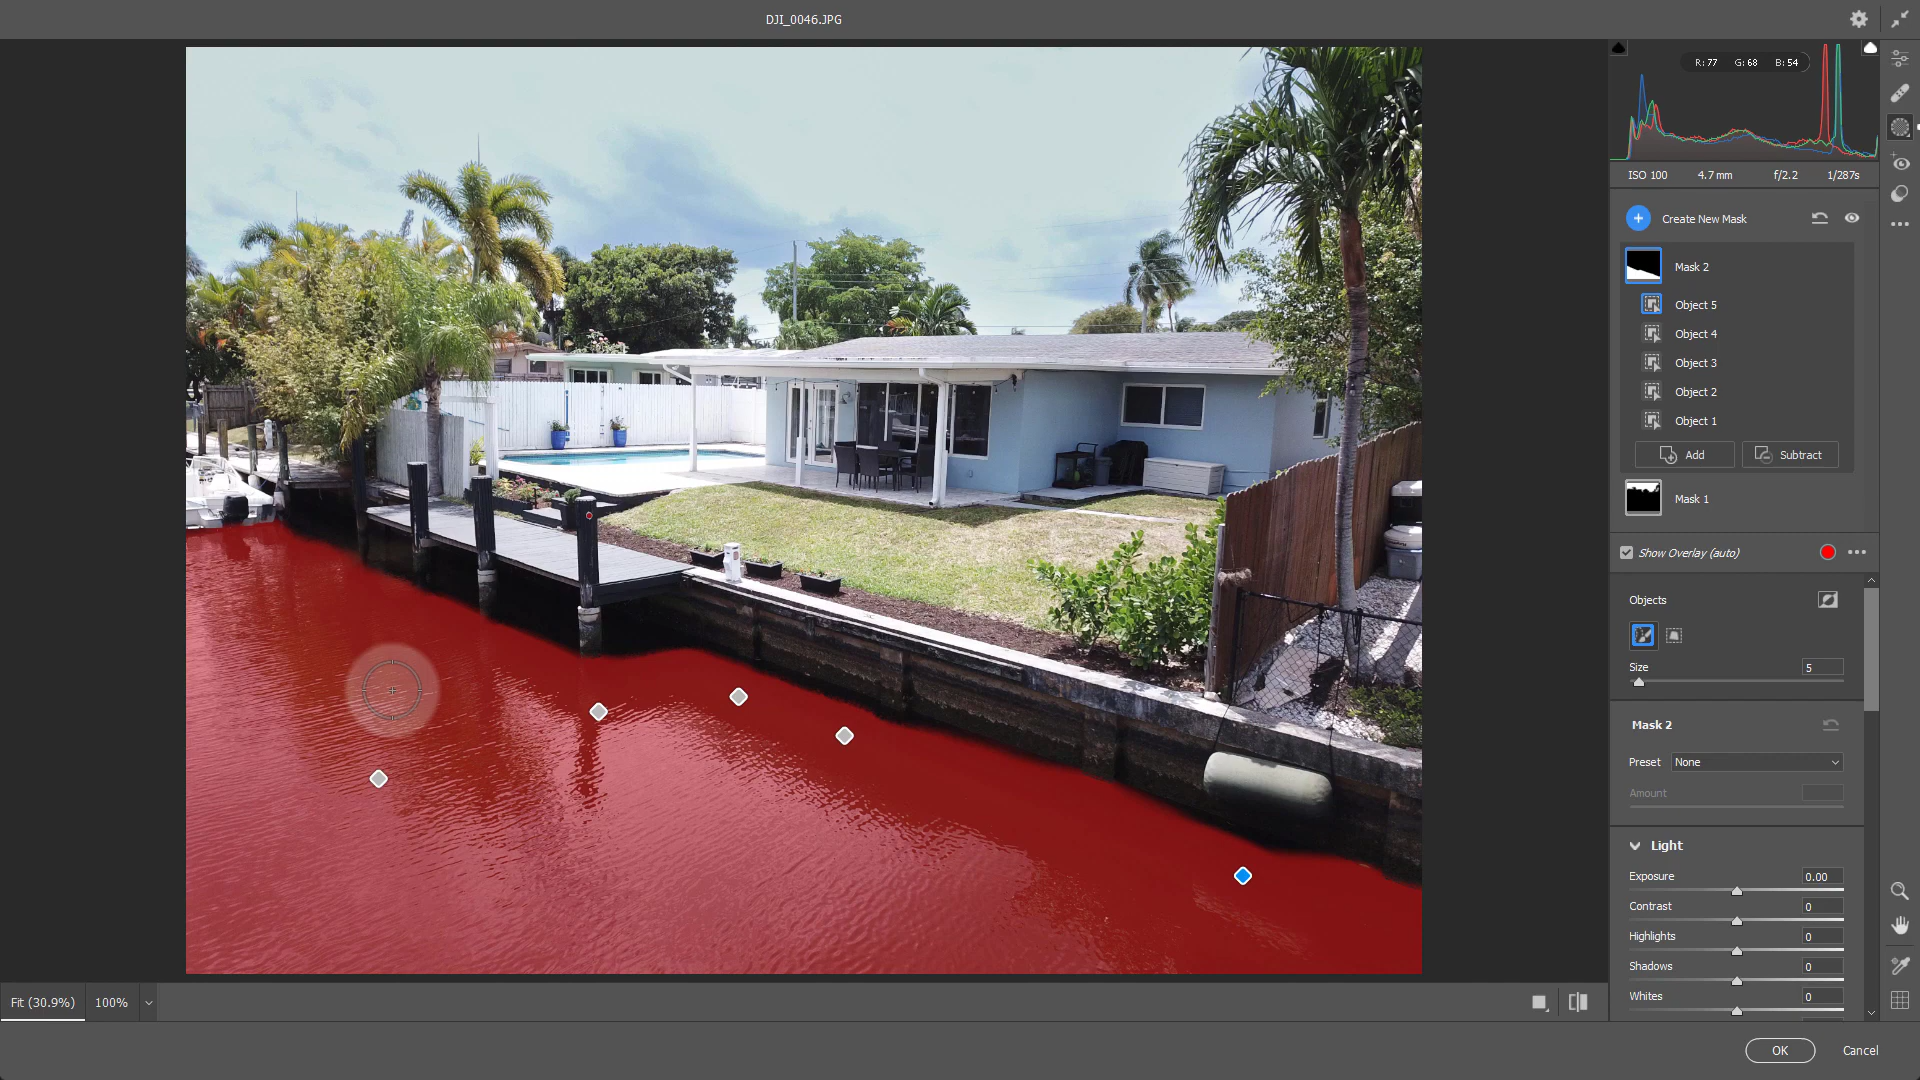 DJI_0046.JPG
R: 77 G: 68 B: 54
ISO 100 4.7 mm f/2.2 1/287s
Create New Mask
Mask 2
Object 5
Object 4
Object 3
Object 2
Object 1
Add Subtract
Mask 1
Show Overlay (auto)
Objects
Size 5
Mask 2
Preset None
Amount
Light
Exposure 0.00
Contrast 0
Highlights 0
Shadows 0
Whites 0
Fit (30.9%) 100%
OK Cancel